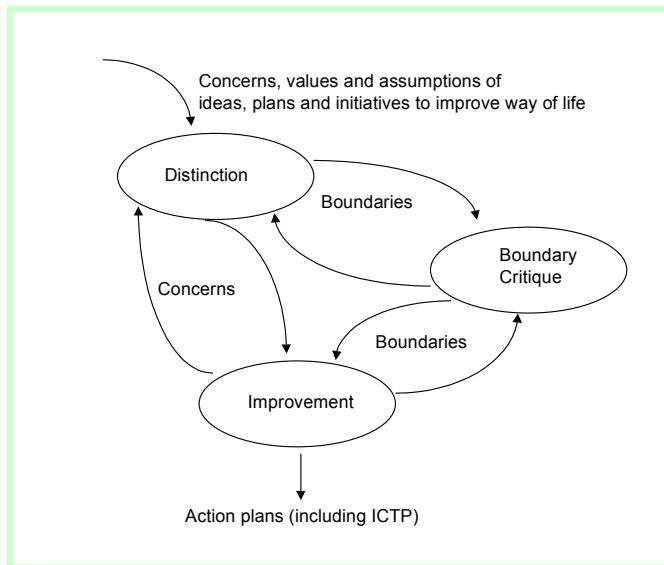 Concerns, values and assumptions of
ideas, plans and initiatives to improve way of life
Distinction
Boundaries
Boundary
Critique
Concerns
Boundaries
Improvement
Action plans (including ICTP)